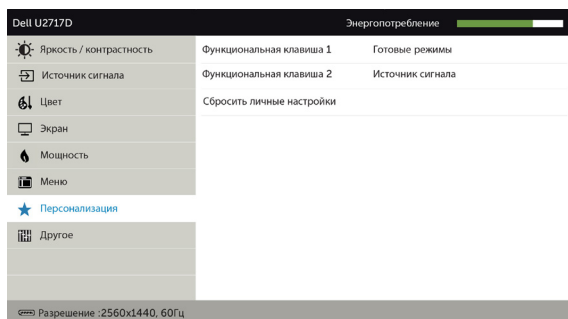 Dell U2717D Энергопотребление
Яркость / контрастность Функциональная клавиша 1 Готовые режимы
Источник сигнала Функциональная клавиша 2 Источник сигнала
Цвет Сбросить личные настройки
Экран
Мощность
Меню
Персонализация
Другое
Разрешение :2560x1440, 60Гц